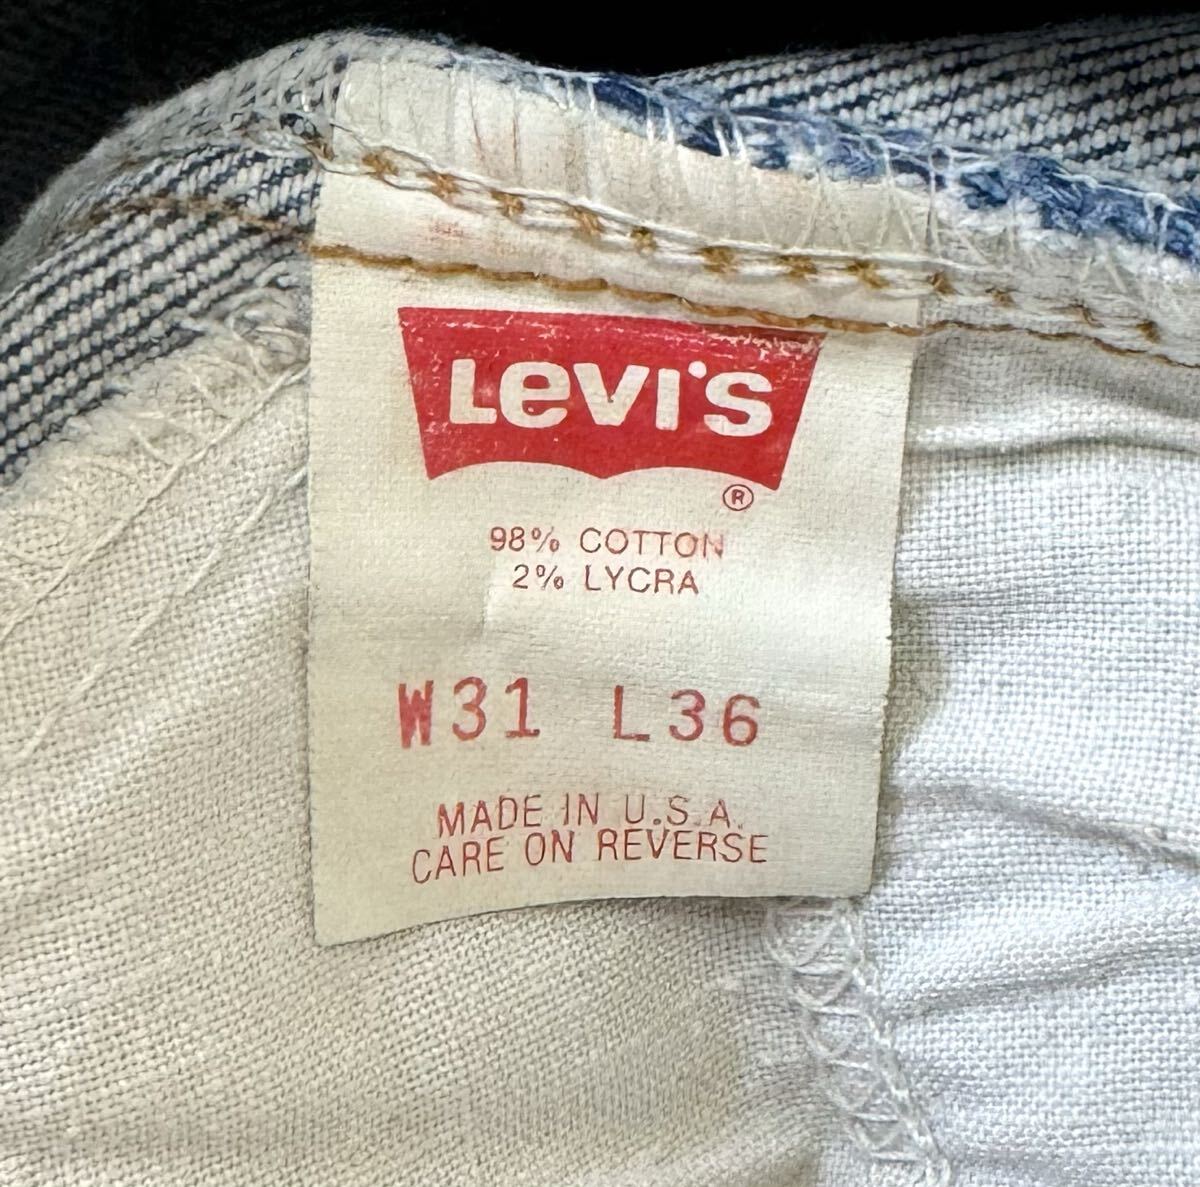 Levi's
®
98% COTTON
2% LYCRA
W31 L36
MADE IN U.S.A.
CARE ON REVERSE